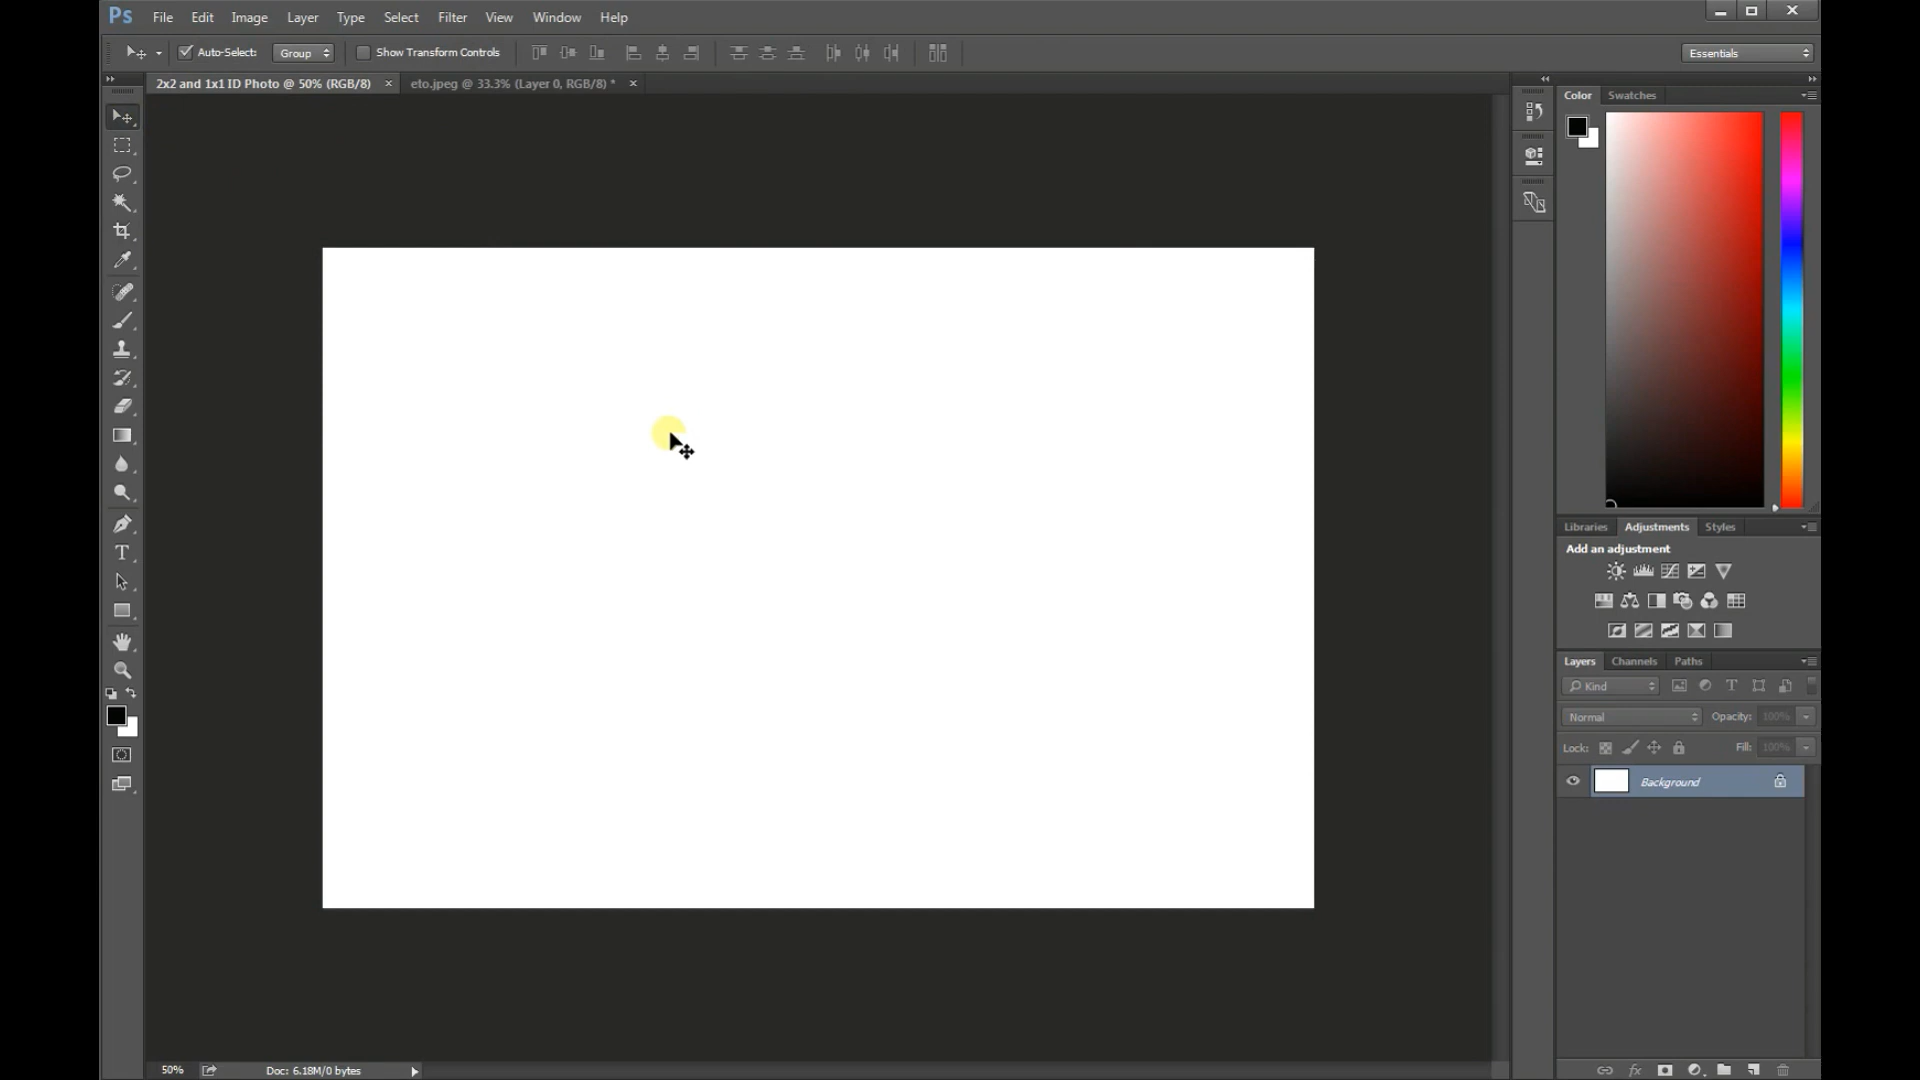 Ps File Edit Image Layer Type Select Filter View Window Help
Auto-Select: Group Show Transform Controls Essentials
2x2 and 1x1 ID Photo @ 50% (RGB/8) × eto.jpeg @ 33.3% (Layer 0, RGB/8) * ×
Color Swatches
Libraries Adjustments Styles
Add an adjustment
Layers Channels Paths
Kind
Normal Opacity: 100%
Lock: Fill: 100%
Background
50% Doc: 6.18M/0 bytes